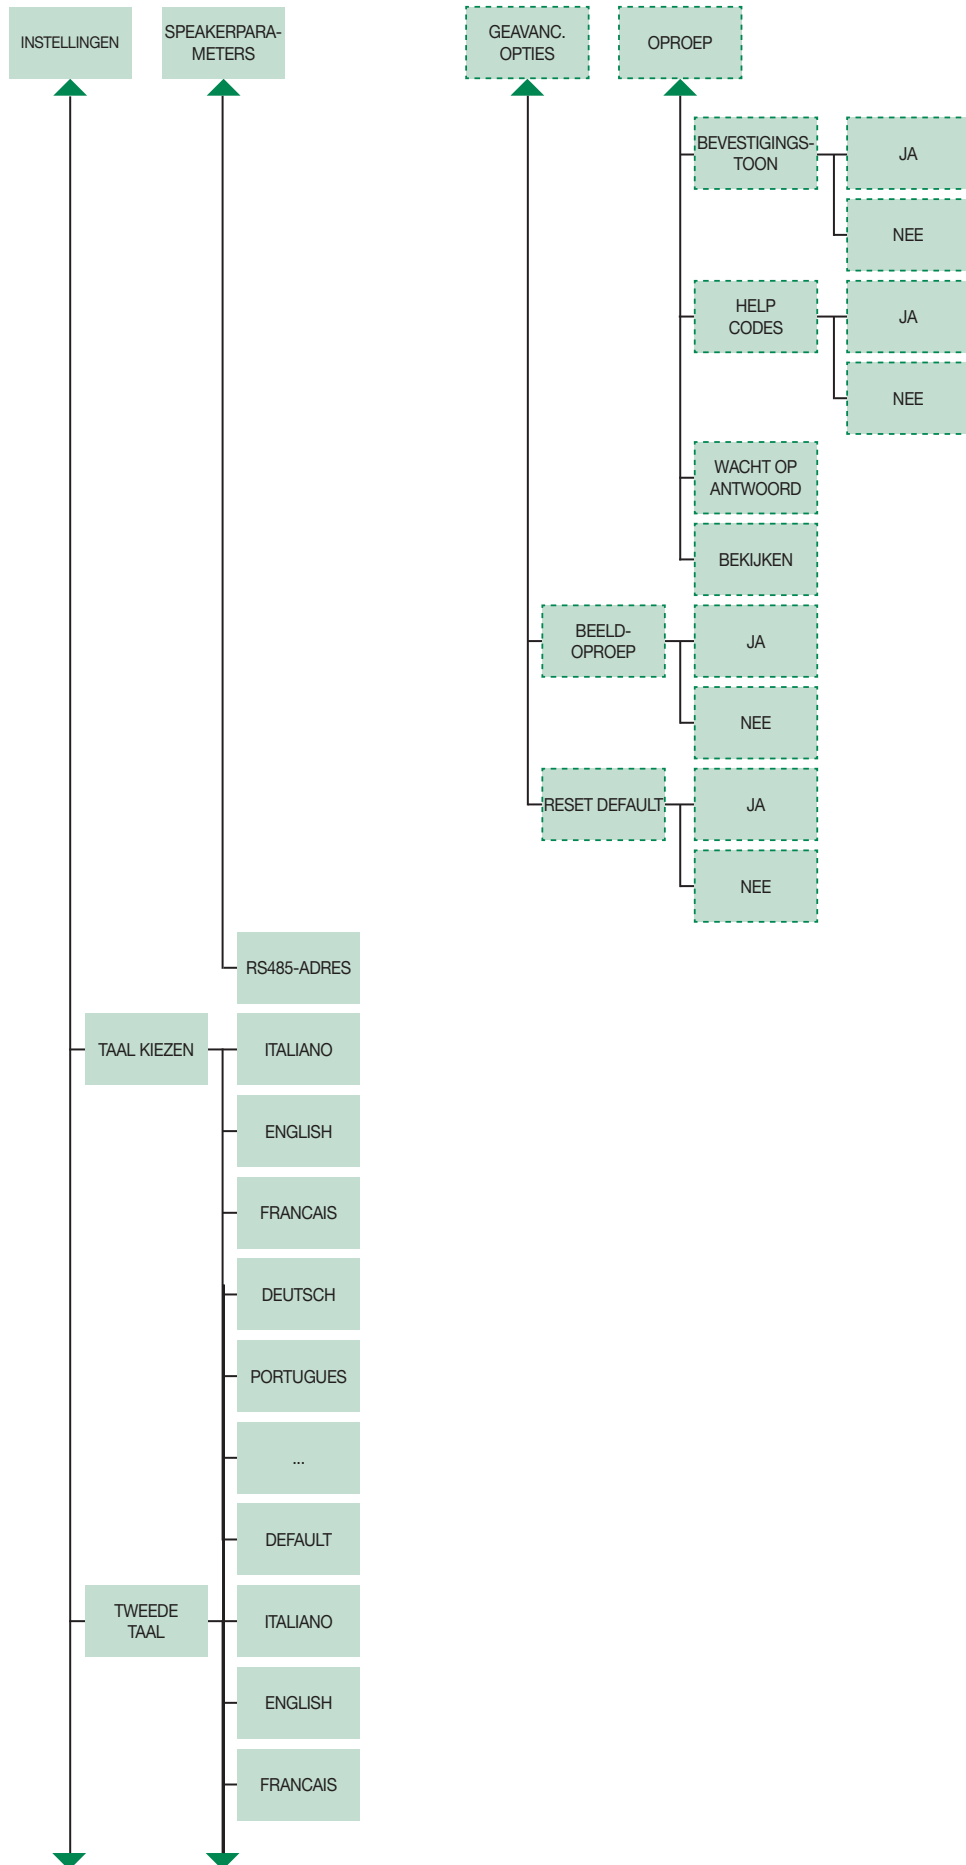 INSTELLINGEN
SPEAKERPARA-
METERS
GEAVANC.
OPTIES
OPROEP
BEVESTIGINGS-
TOON
JA
NEE
HELP
CODES
JA
NEE
WACHT OP
ANTWOORD
BEKIJKEN
BEELD-
OPROEP
JA
NEE
RESET DEFAULT
JA
NEE
RS485-ADRES
TAAL KIEZEN
ITALIANO
ENGLISH
FRANCAIS
DEUTSCH
PORTUGUES
...
DEFAULT
TWEEDE
TAAL
ITALIANO
ENGLISH
FRANCAIS